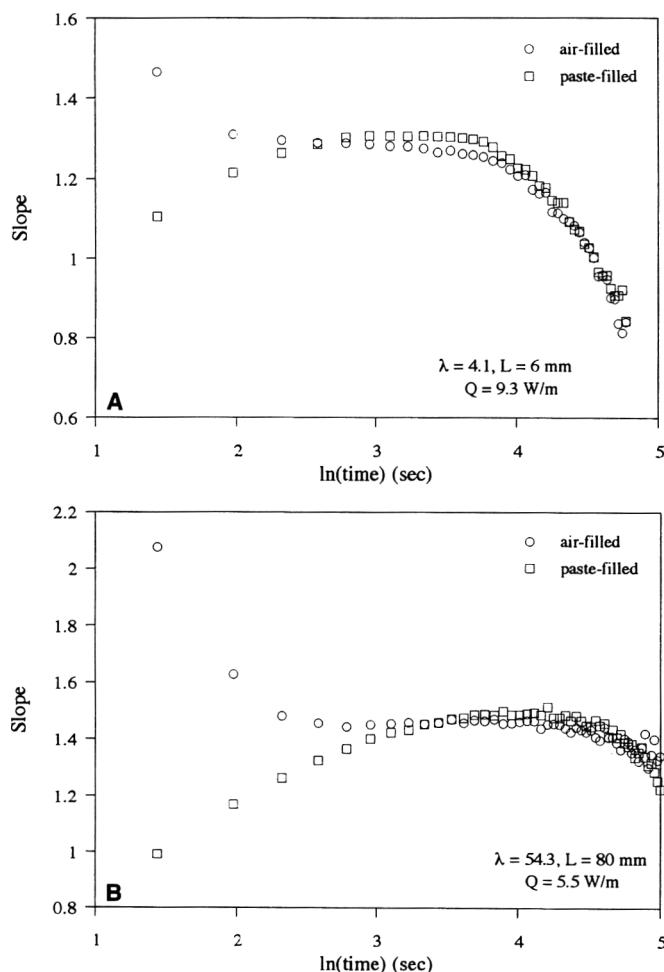 1.6
air-filled
paste-filled
1.4
1.2
Slope
1
0.8
λ = 4.1, L = 6 mm
A
Q = 9.3 W/m
0.6
1 2 3 4 5
ln(time) (sec)
2.2
air-filled
2
paste-filled
1.8
1.6
Slope
1.4
1.2
1
λ = 54.3, L = 80 mm
B
Q = 5.5 W/m
0.8
1 2 3 4 5
ln(time) (sec)